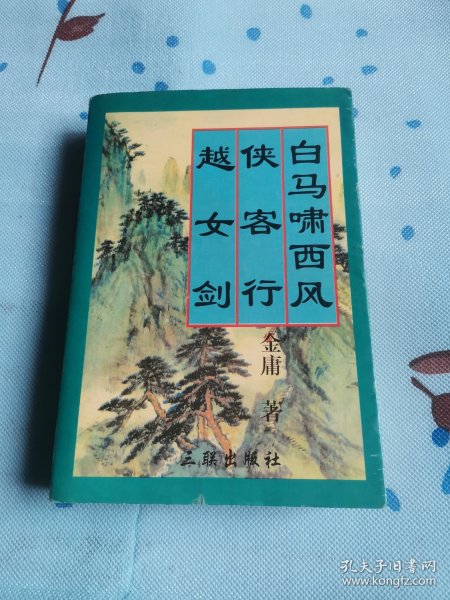 白马啸西风
侠客行
越女剑
金庸 著
三联出版社
孔夫子旧书网
www.kongfz.com